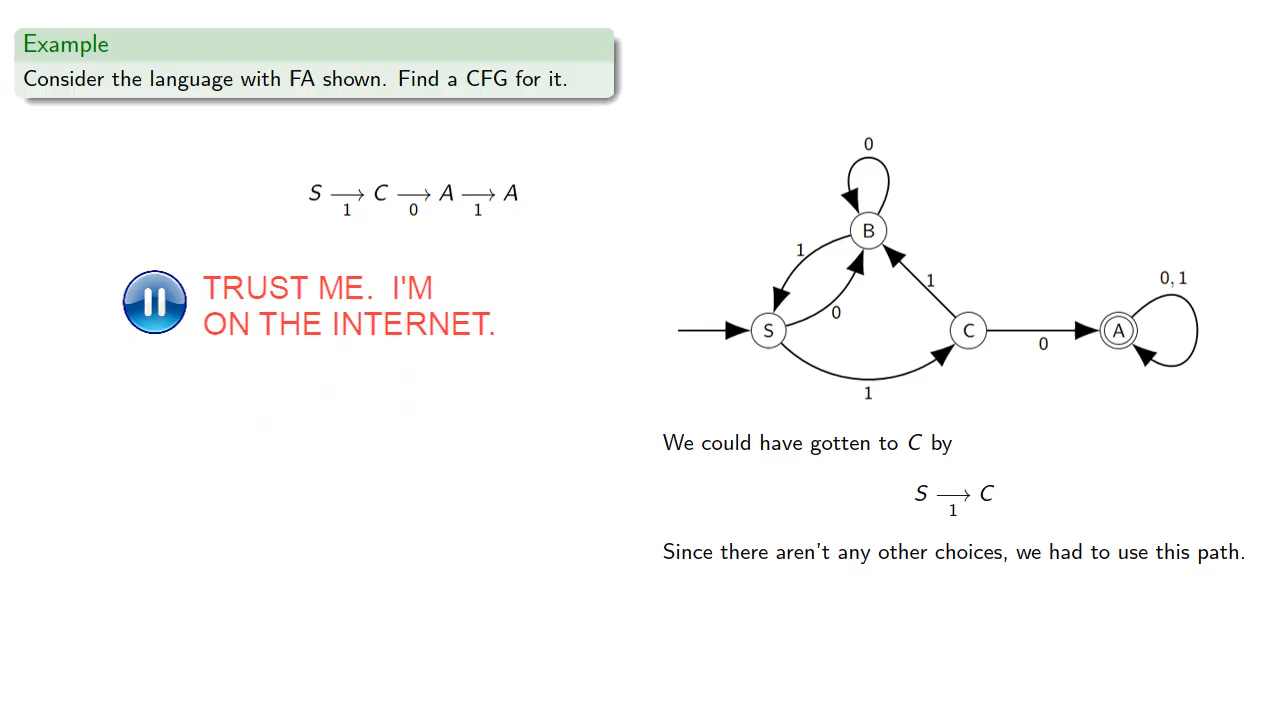 Example
Consider the language with FA shown. Find a CFG for it.
S ⟶ C ⟶ A ⟶ A
1 0 1
TRUST ME. I'M
ON THE INTERNET.
0
B
1
1
0
0, 1
S
C
A
0
1
We could have gotten to C by
S ⟶ C
1
Since there aren't any other choices, we had to use this path.